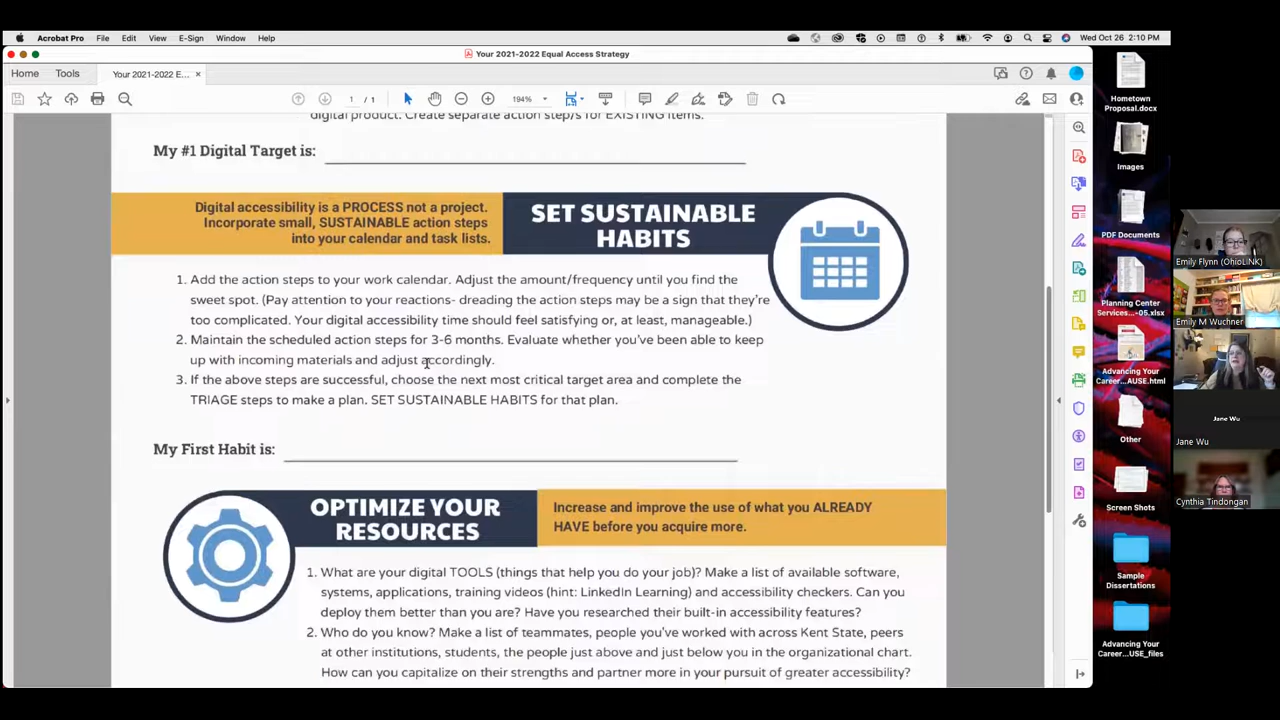 Acrobat Pro File Edit View E-Sign Window Help
Wed Oct 26 2:10 PM
Your 2021-2022 Equal Access Strategy
Home Tools Your 2021-2022 E... ×
1 / 1
194%
digital product. Create separate action step/s for EXISTING items.
My #1 Digital Target is:
Digital accessibility is a PROCESS not a project.
Incorporate small, SUSTAINABLE action steps
into your calendar and task lists.
SET SUSTAINABLE
HABITS
1. Add the action steps to your work calendar. Adjust the amount/frequency until you find the
sweet spot. (Pay attention to your reactions- dreading the action steps may be a sign that they're
too complicated. Your digital accessibility time should feel satisfying or, at least, manageable.)
2. Maintain the scheduled action steps for 3-6 months. Evaluate whether you've been able to keep
up with incoming materials and adjust accordingly.
3. If the above steps are successful, choose the next most critical target area and complete the
TRIAGE steps to make a plan. SET SUSTAINABLE HABITS for that plan.
My First Habit is:
OPTIMIZE YOUR
RESOURCES
Increase and improve the use of what you ALREADY
HAVE before you acquire more.
1. What are your digital TOOLS (things that help you do your job)? Make a list of available software,
systems, applications, training videos (hint: LinkedIn Learning) and accessibility checkers. Can you
deploy them better than you are? Have you researched their built-in accessibility features?
2. Who do you know? Make a list of teammates, people you've worked with across Kent State, peers
at other institutions, students, the people just above and just below you in the organizational chart.
How can you capitalize on their strengths and partner more in your pursuit of greater accessibility?
Hometown
Proposal.docx
Images
PDF Documents
Planning Center
Services...-05.xlsx
Advancing Your
Career...AUSE.html
Other
Screen Shots
Sample
Dissertations
Advancing Your
Career...USE_files
Emily Flynn (OhioLINK)
Emily M Wuchner
Jane Wu
Jane Wu
Cynthia Tindongan